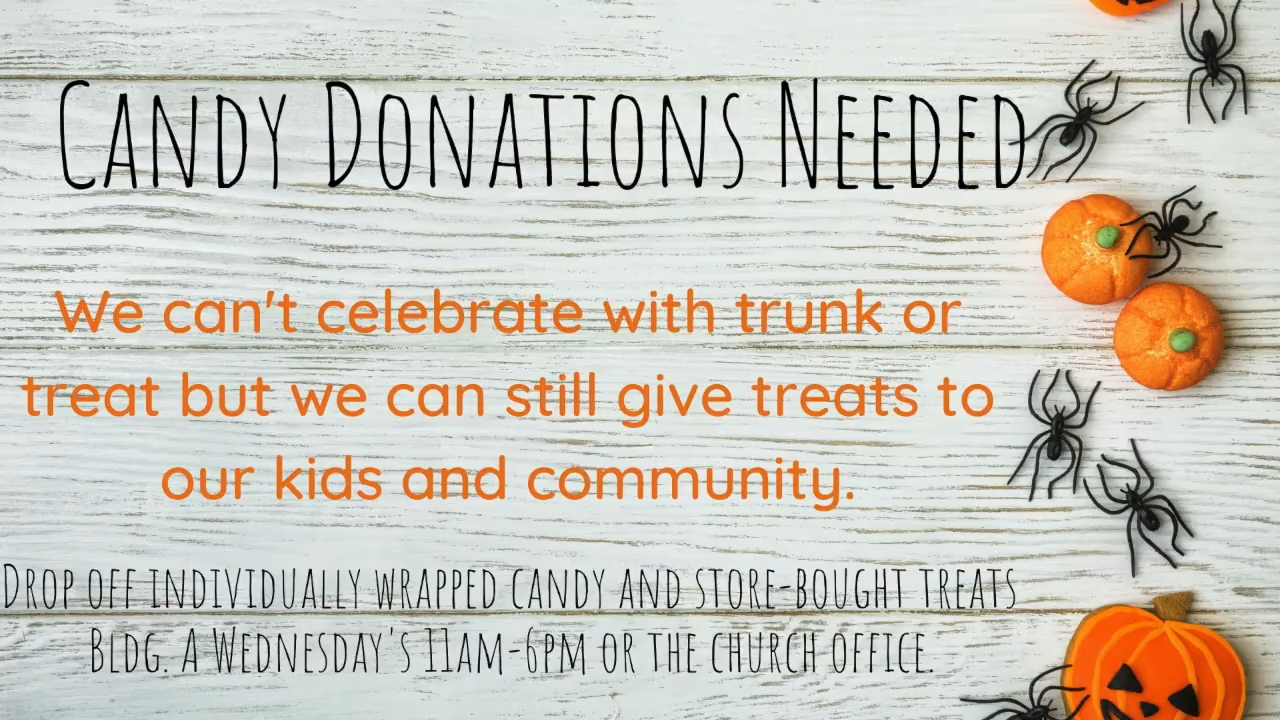 Candy Donations Needed
We can't celebrate with trunk or
treat but we can still give treats to
our kids and community.
Drop off individually wrapped candy and store-bought treats
Bldg. A Wednesday's 11am-6pm or the church office.